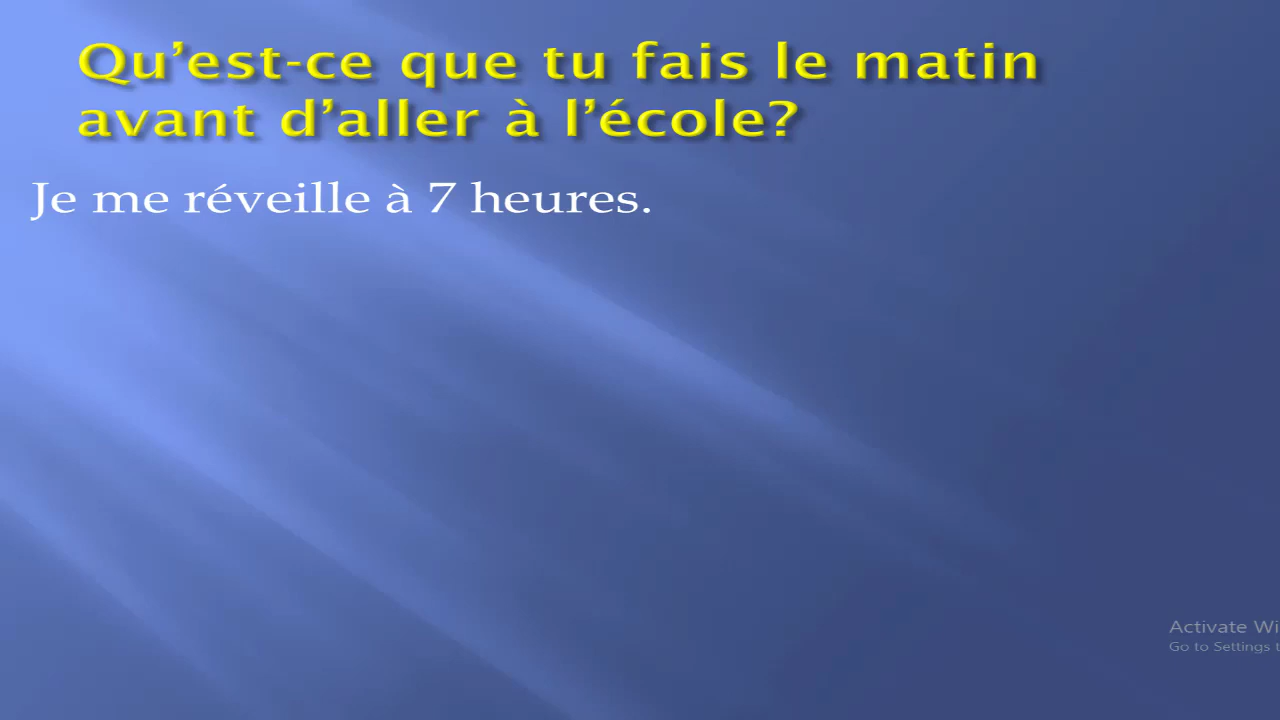 Qu’est-ce que tu fais le matin
avant d’aller à l’école?
Je me réveille à 7 heures.
Activate Wi
Go to Settings t